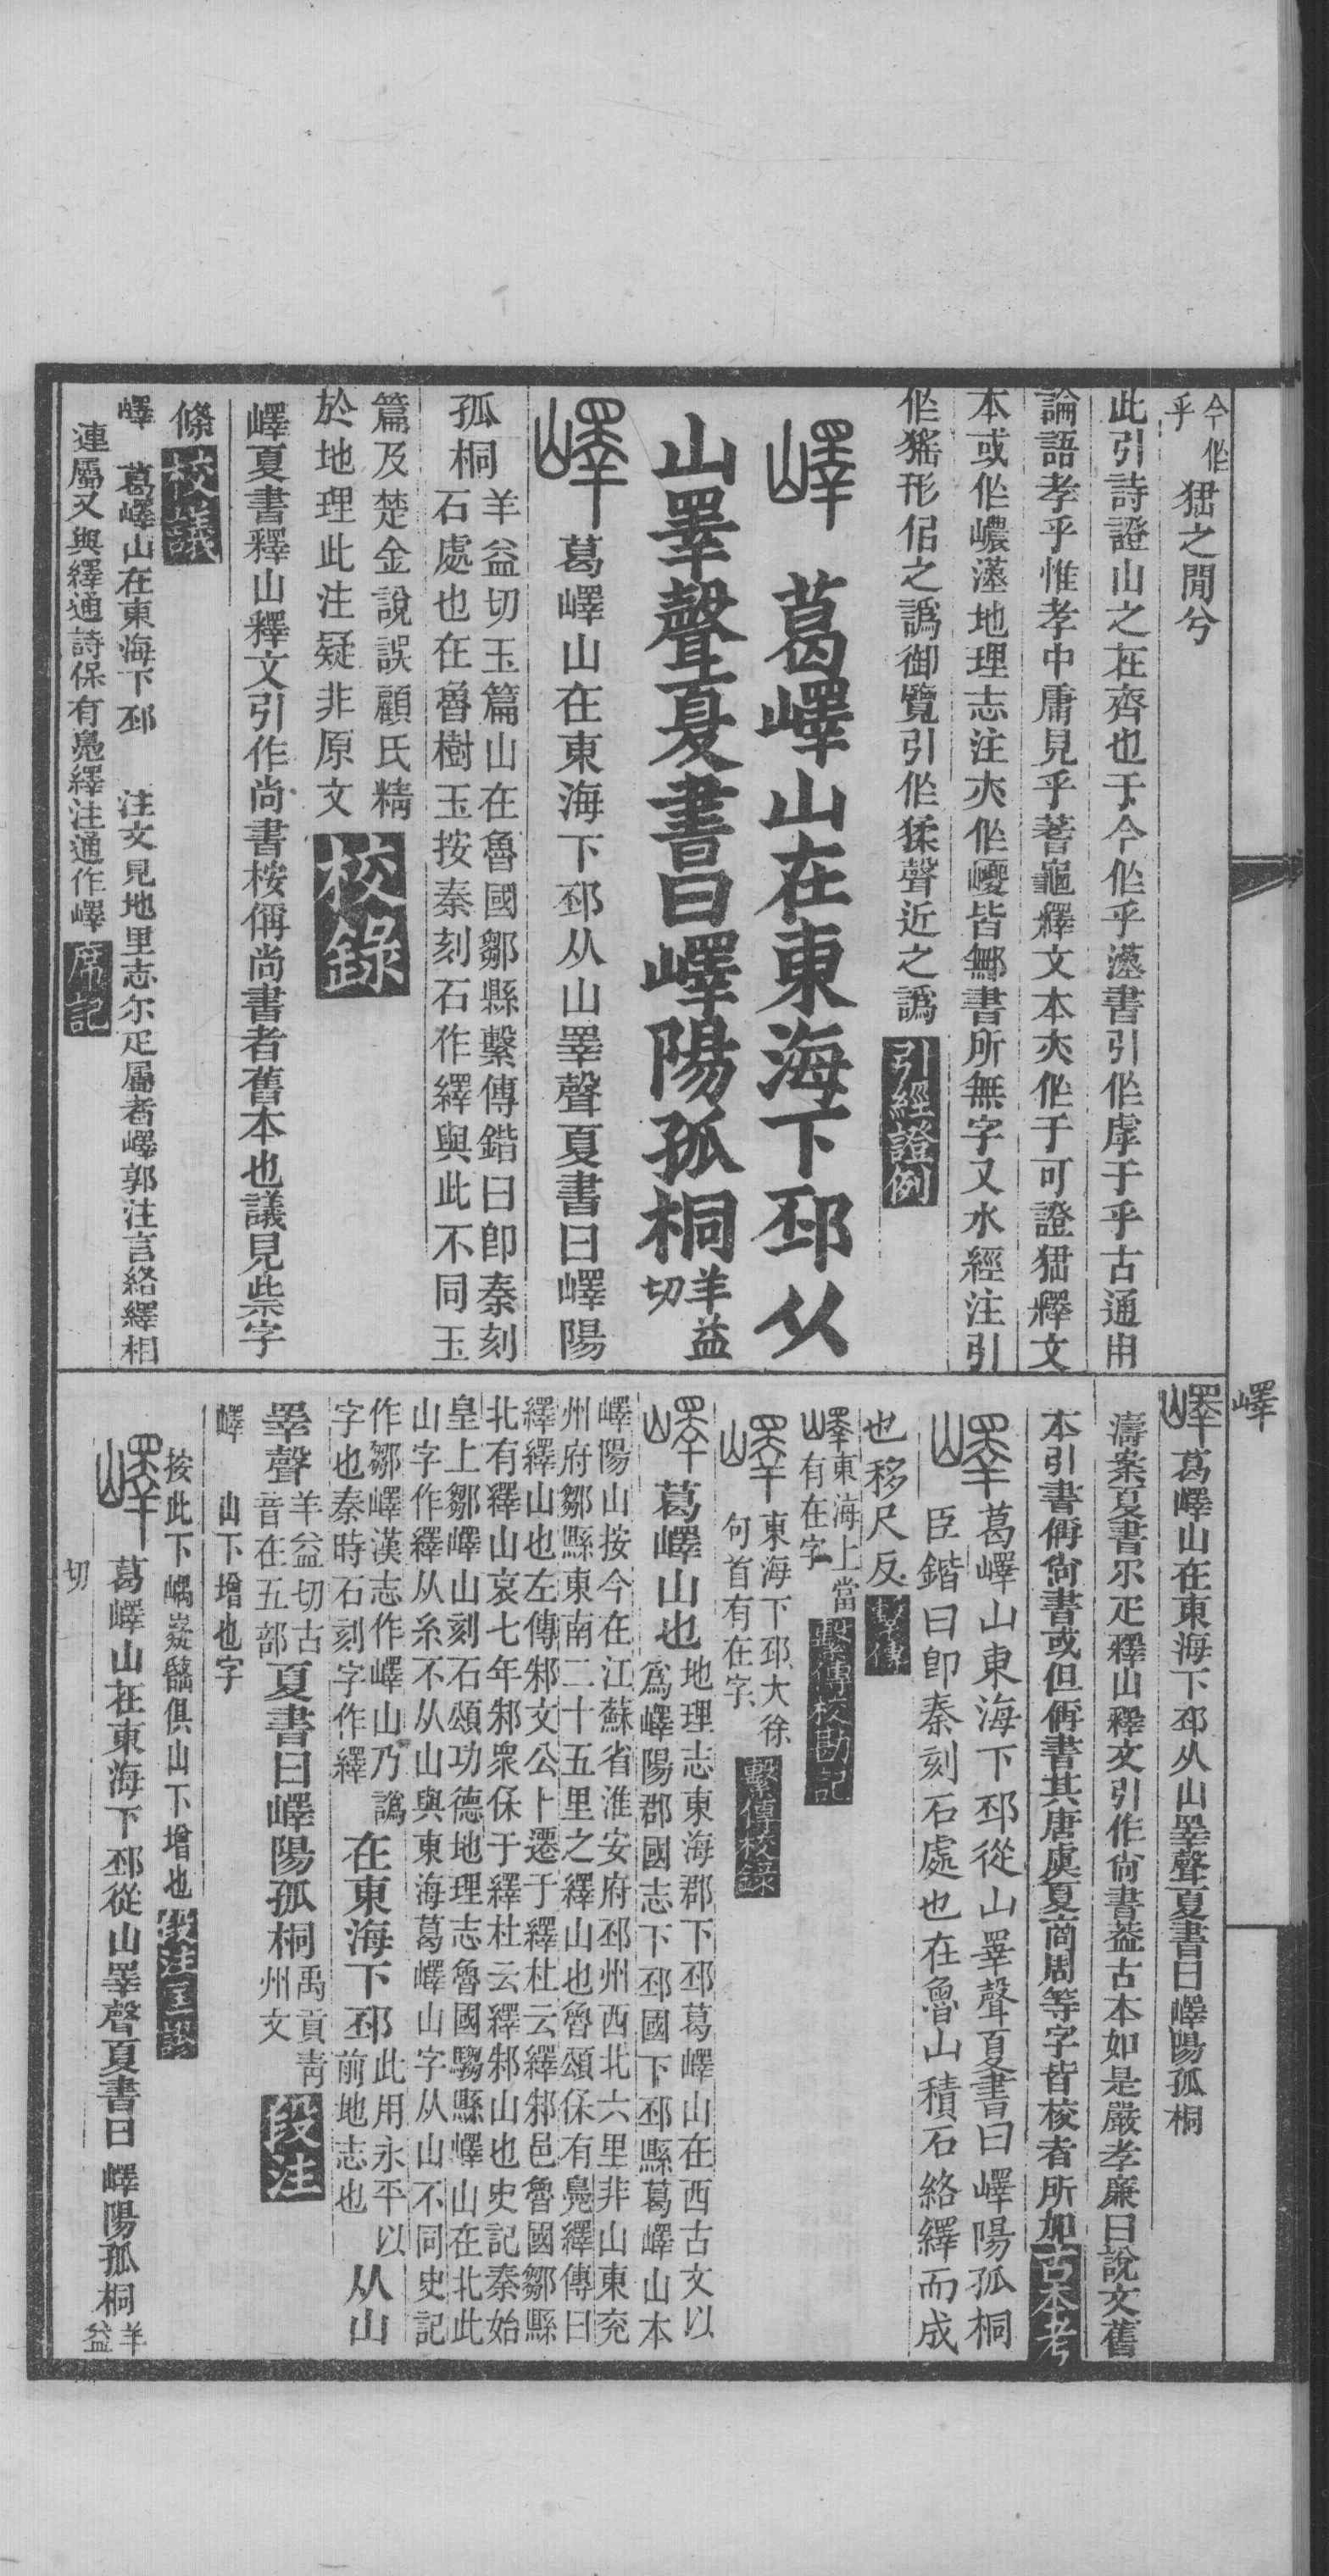 今作乎
峱之閒兮
此引詩證山之在齊也于今作乎漢書引作虖于乎古通用
論語孝乎惟孝中庸見乎蓍龜釋文本亦作于可證峱釋文
本或作巎漢地理志注亦作巙皆鄦書所無字又水經注引
作猺形侣之譌御覽引作猱聲近之譌 引經證例
嶧 葛嶧山在東海下邳从
山睪聲夏書曰嶧陽孤桐 羊益切
嶧 葛嶧山在東海下邳从山睪聲夏書曰嶧陽
孤桐 羊益切玉篇山在魯國鄒縣繫傳鍇曰卽秦刻
石處也在魯樹玉按秦刻石作繹與此不同玉
篇及楚金說誤顧氏精
於地理此注疑非原文 校錄
嶧夏書釋山釋文引作尚書桉偁尚書者舊本也議見祡字
條 校議
嶧 葛嶧山在東海下邳 注文見地里志尔疋屬者嶧郭注言絡繹相
連屬又與繹通詩保有鳧繹注通作嶧 席記
嶧
嶧 葛嶧山在東海下邳从山睪聲夏書曰嶧陽孤桐
濤案夏書尔疋釋山釋文引作尙書葢古本如是嚴孝廉曰說文舊
本引書偁尙書或但偁書其唐虞夏商周等字皆校者所加 古本考
嶧 葛嶧山東海下邳從山睪聲夏書曰嶧陽孤桐
臣鍇曰卽秦刻石處也在魯山積石絡繹而成
也移尺反 繫傳
嶧 東海上當有在字 繫傳校勘記
嶧 東海下邳大徐句首有在字 繫傳校錄
嶧 葛嶧山也 地理志東海郡下邳葛嶧山在西古文以
爲嶧陽郡國志下邳國下邳縣葛嶧山本
嶧陽山按今在江蘇省淮安府邳州西北六里非山東兖
州府鄒縣東南二十五里之繹山也魯頌保有鳧繹傳曰
繹繹山也左傳邾文公卜遷于繹杜云繹邾邑魯國鄒縣
北有繹山哀七年邾衆保于繹杜云繹邾山也史記秦始
皇上鄒嶧山刻石頌功德地理志魯國騶縣嶧山在北此
山字作繹从糸不从山與東海葛嶧山字从山不同史記
作鄒嶧漢志作嶧山乃譌
字也秦時石刻字作繹 在東海下邳 此用永平以
前地志也 从山
睪聲 羊益切古音在五部 夏書曰嶧陽孤桐 禹貢靑州文 段注
嶧 山下增也字
按此下嵎嶷𡾰俱山下增也 段注匡謬
嶧 葛嶧山在東海下邳從山睪聲夏書曰 嶧陽孤桐 羊益
切